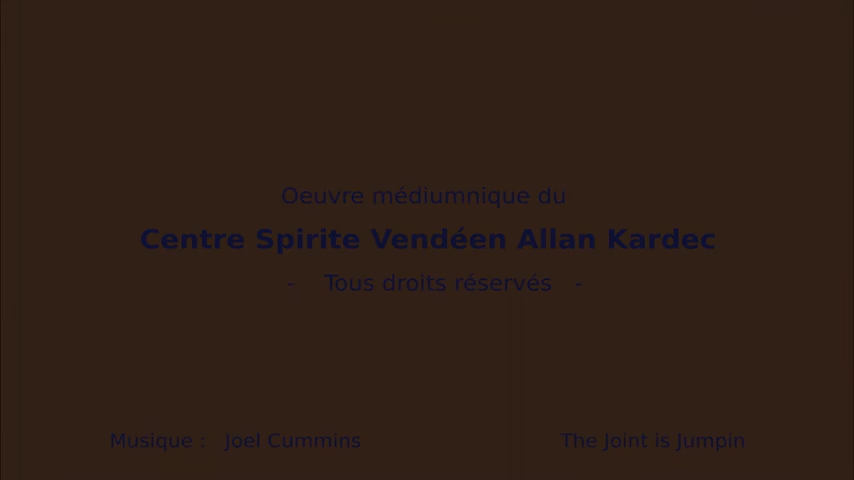 Oeuvre médiumnique du
Centre Spirite Vendéen Allan Kardec
- Tous droits réservés -
Musique : Joel Cummins The Joint is Jumpin